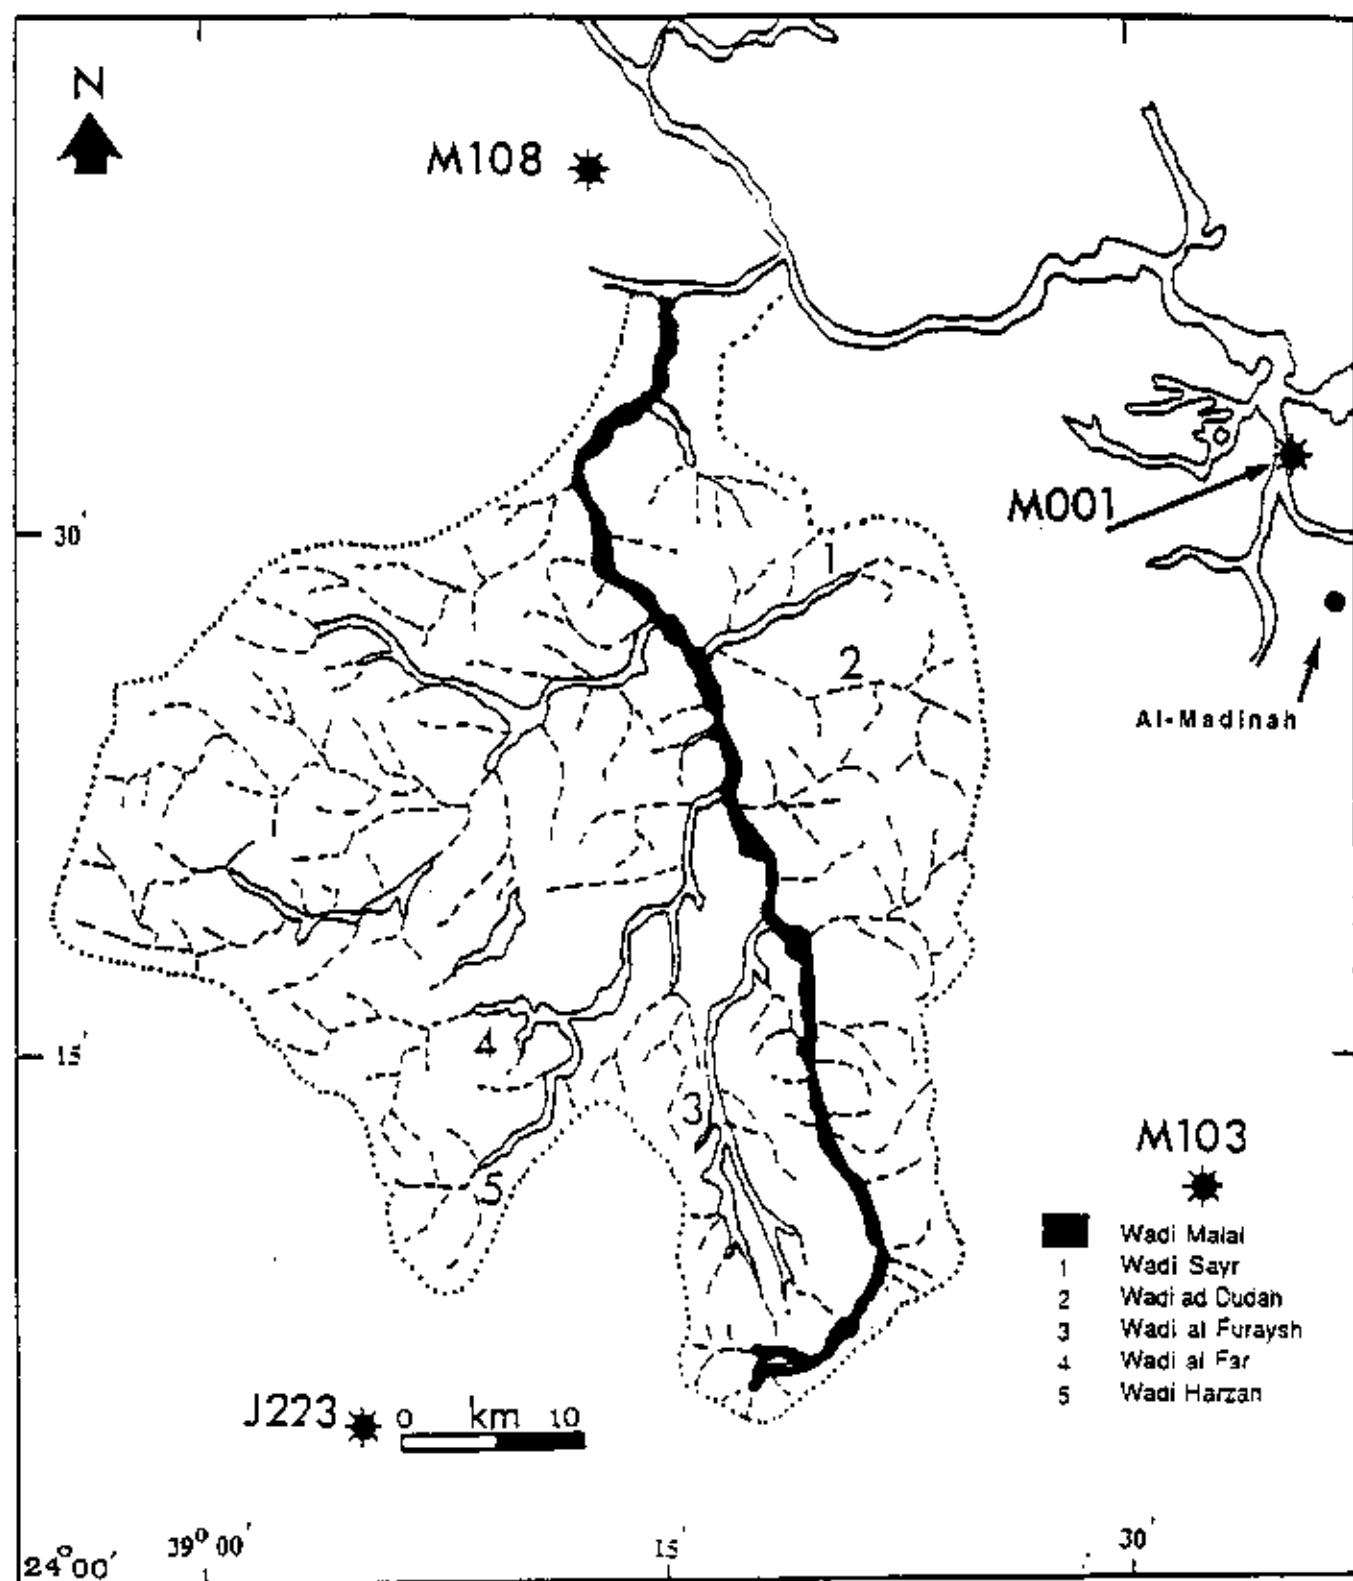 N
M108
30'
M001
1
2
Al-Madinah
15'
4
3
5
M103
Wadi Malal
1 Wadi Sayr
2 Wadi ad Dudah
3 Wadi al Furaysh
4 Wadi al Far
5 Wadi Harzan
J223
0 km 10
39° 00' 15' 30'
24° 00'